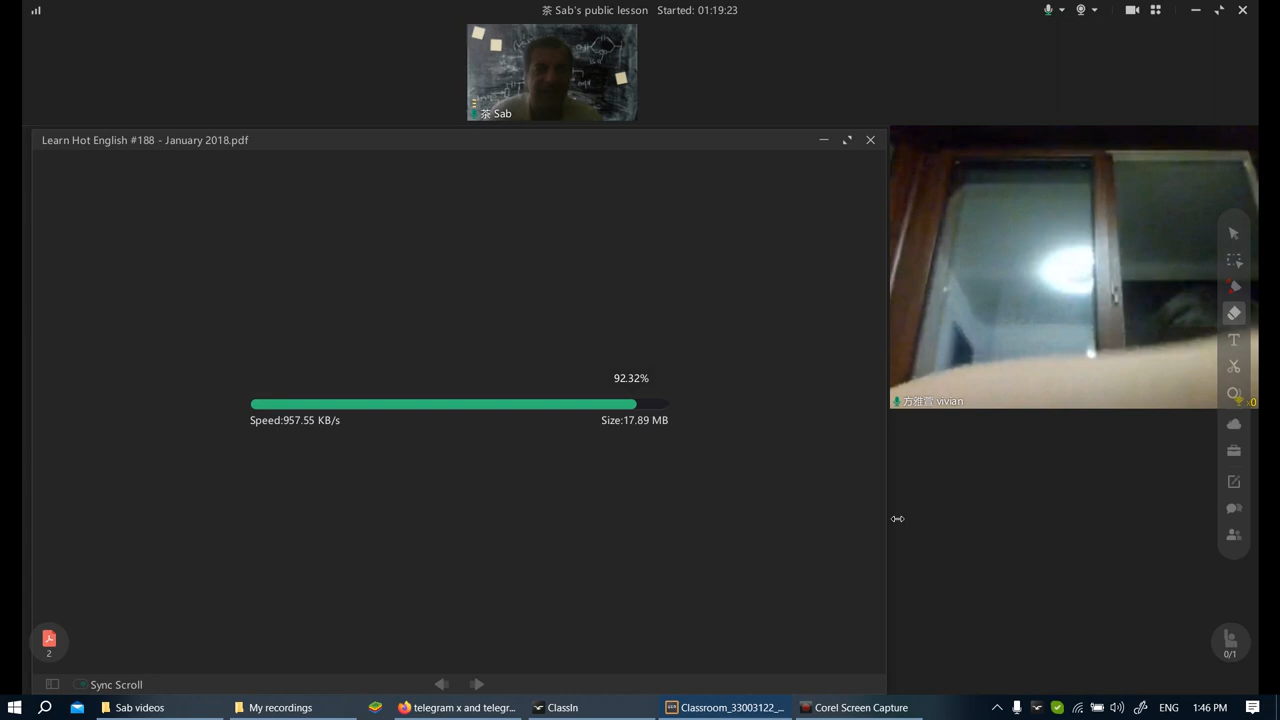 茶 Sab's public lesson Started: 01:19:23
茶 Sab
Learn Hot English #188 - January 2018.pdf
92.32%
Speed:957.55 KB/s Size:17.89 MB
方雅萱 vivian
x0
T
2
0/1
Sync Scroll
Sab videos
My recordings
telegram x and telegr...
ClassIn
Classroom_33003122_...
Corel Screen Capture
ENG
1:46 PM